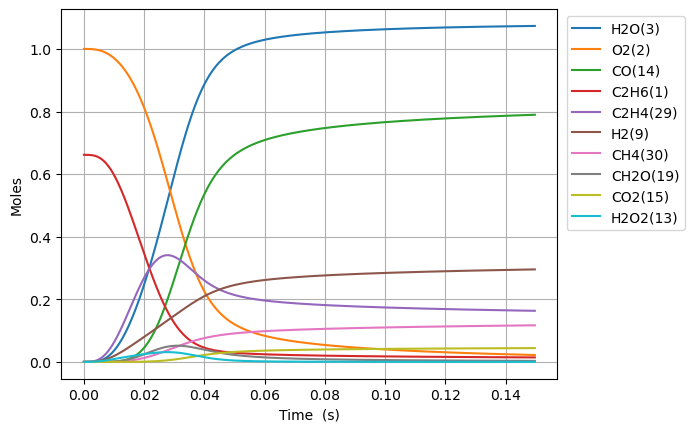 Moles
1.0
0.8
0.6
0.4
0.2
0.0
0.00
0.02
0.04
0.06
0.08
0.10
0.12
0.14
Time (s)
H2O(3)
O2(2)
CO(14)
C2H6(1)
C2H4(29)
H2(9)
CH4(30)
CH2O(19)
CO2(15)
H2O2(13)